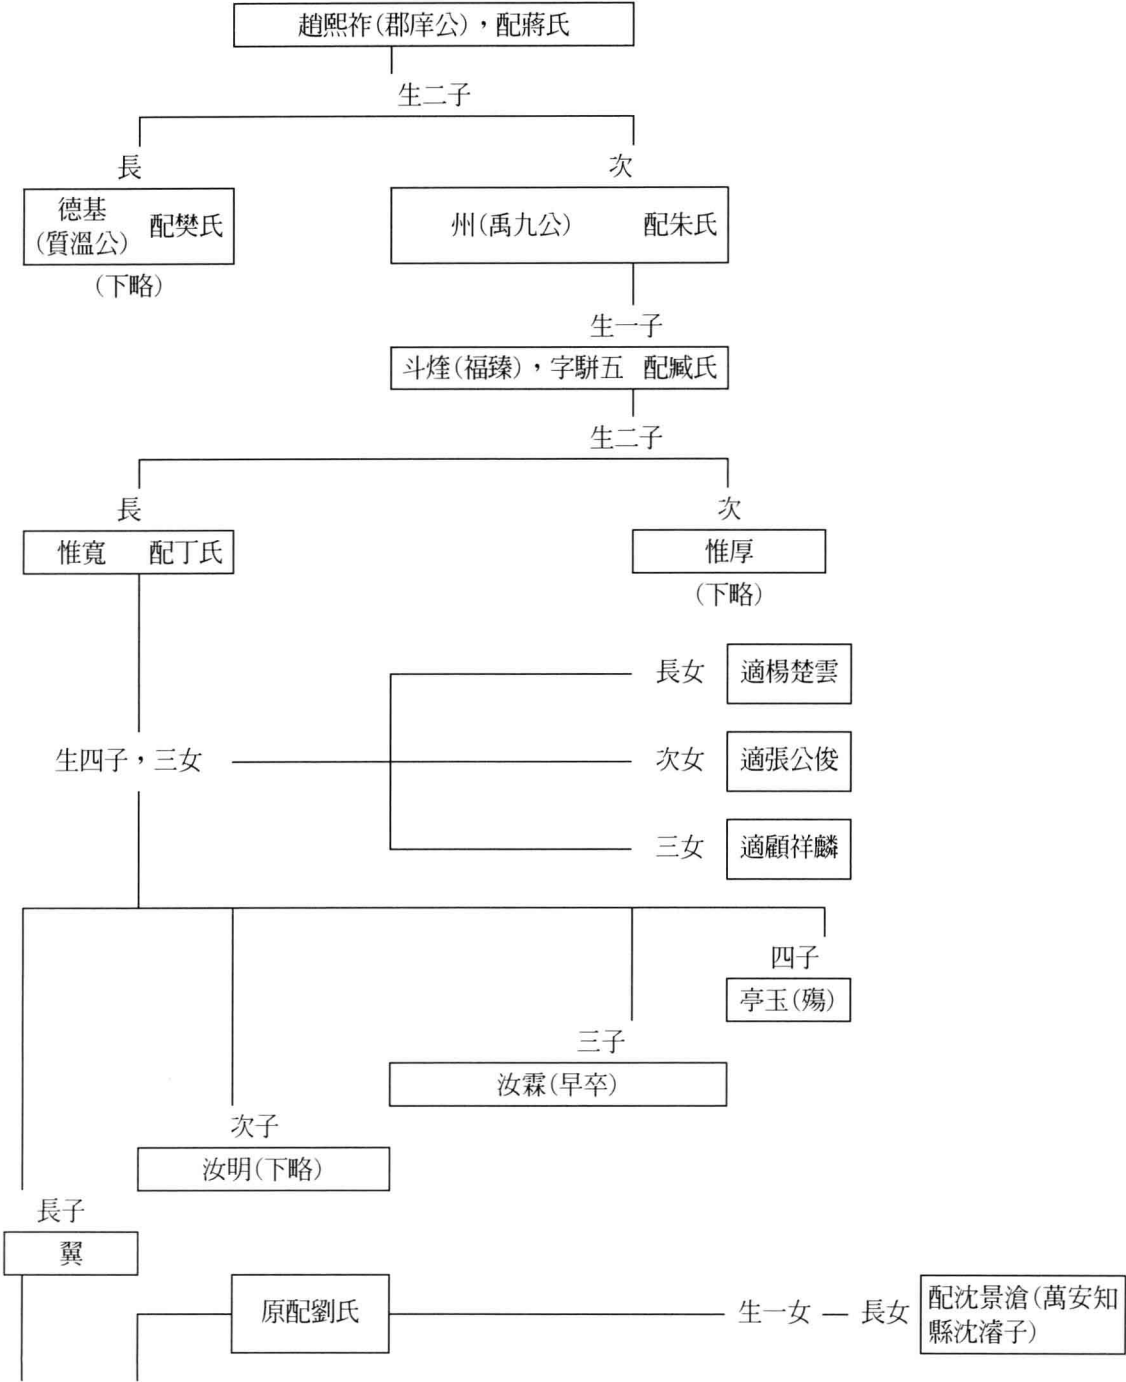 趙熙祚(郡庠公)，配蔣氏
生二子
長
次
德基
(質溫公)
配樊氏
州(禹九公)
配朱氏
(下略)
生一子
斗煃(福臻)，字駢五 配臧氏
生二子
長
次
惟寬 配丁氏
惟厚
(下略)
長女 適楊楚雲
生四子，三女
次女 適張公俊
三女 適顧祥麟
四子
亭玉(殤)
三子
汝霖(早卒)
次子
汝明(下略)
長子
翼
原配劉氏
生一女
長女
配沈景滄(萬安知
縣沈濬子)